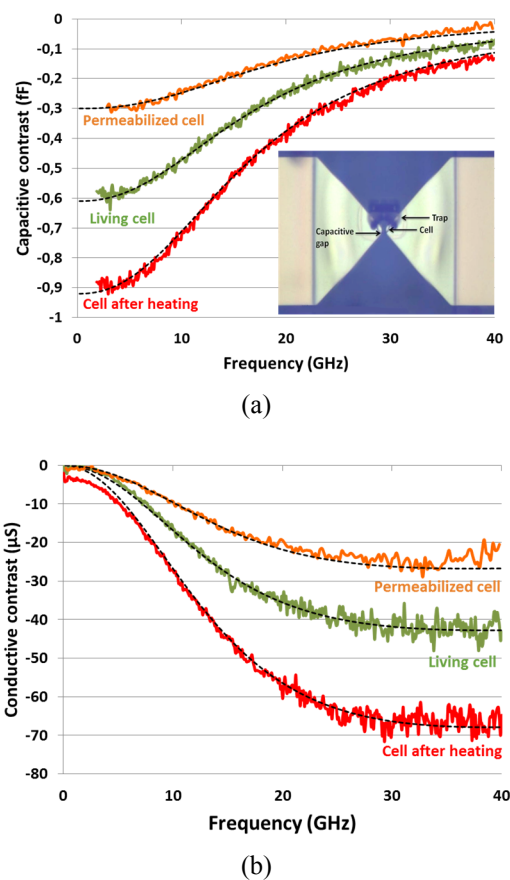 0
-0,1
-0,2
-0,3
-0,4
-0,5
-0,6
-0,7
-0,8
-0,9
-1
Capacitive contrast (fF)
Permeabilized cell
Living cell
Cell after heating
Trap
Capacitive gap
Cell
0 10 20 30 40
Frequency (GHz)
(a)
0
-10
-20
-30
-40
-50
-60
-70
-80
Conductive contrast (µS)
Permeabilized cell
Living cell
Cell after heating
0 10 20 30 40
Frequency (GHz)
(b)